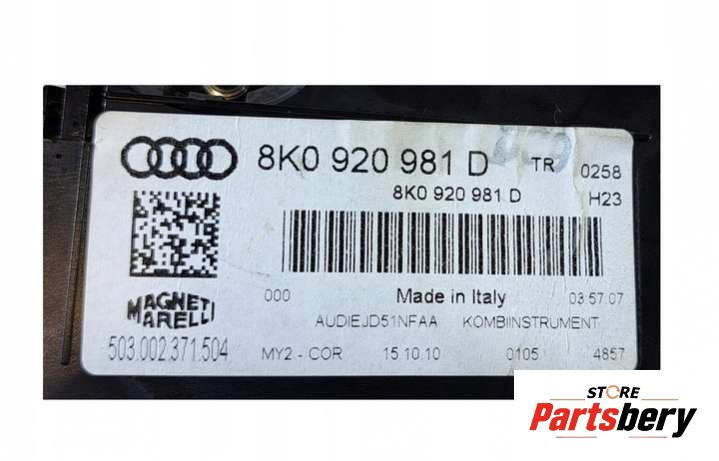 8K0 920 981 D TR 0258
8K0 920 981 D H23
000 Made in Italy 03 57 07
MAGNETI
MARELLI
AUDIEJD51NFAA KOMBIINSTRUMENT
503.002.371.504
MY2 - COR 15.10.10 0105 4857
STORE
Partsbery